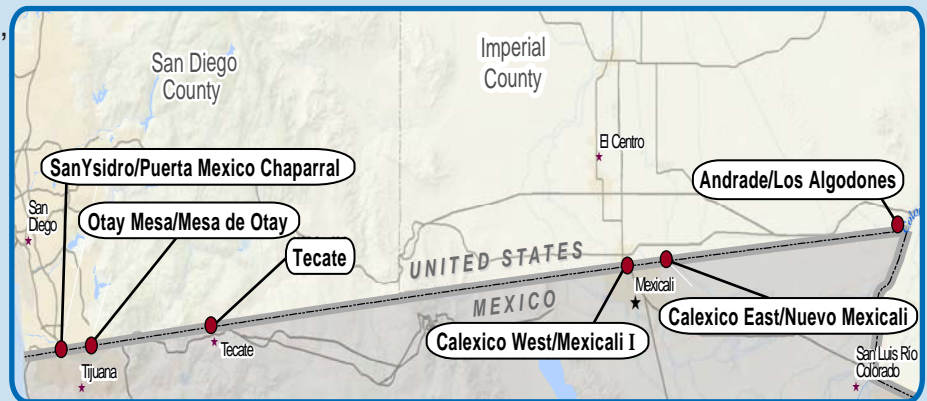 ,
San Diego
County
Imperial
County
El Centro
SanYsidro/Puerta Mexico Chaparral
Andrade/Los Algodones
San
Diego
Otay Mesa/Mesa de Otay
Tecate
UNITED STATES
MEXICO
Mexicali
Calexico East/Nuevo Mexicali
Calexico West/Mexicali I
Tecate
Tijuana
San Luis Río
Colorado